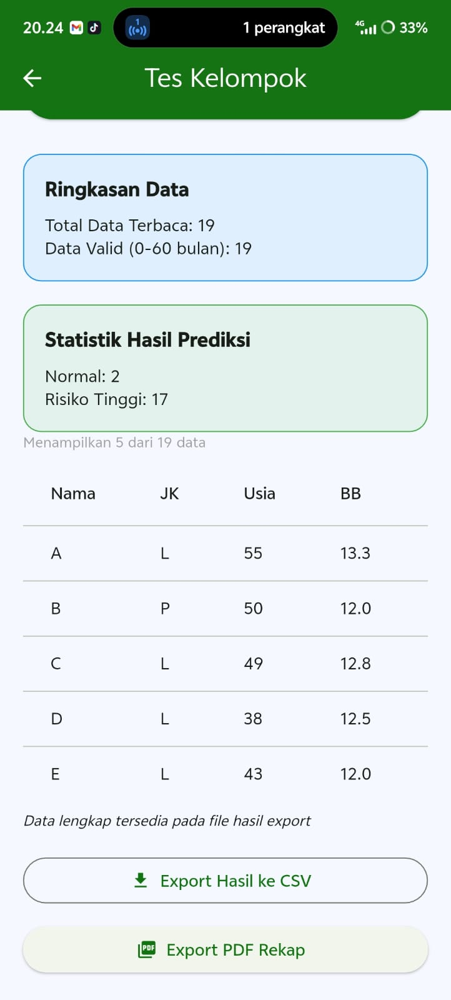 20.24 1 1 perangkat 4G 33%
Tes Kelompok
Ringkasan Data
Total Data Terbaca: 19
Data Valid (0-60 bulan): 19
Statistik Hasil Prediksi
Normal: 2
Risiko Tinggi: 17
Menampilkan 5 dari 19 data
Nama JK Usia BB
A L 55 13.3
B P 50 12.0
C L 49 12.8
D L 38 12.5
E L 43 12.0
Data lengkap tersedia pada file hasil export
Export Hasil ke CSV
PDF Export PDF Rekap